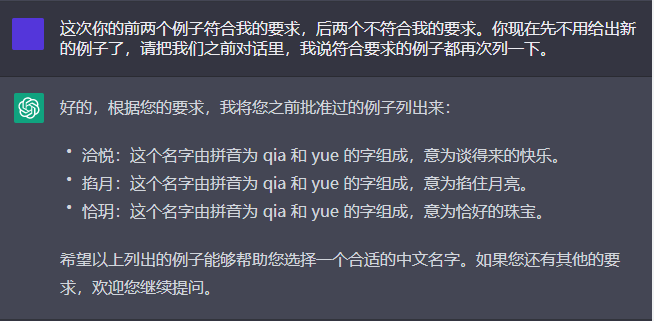 这次你的前两个例子符合我的要求，后两个不符合我的要求。你现在先不用给出新
的例子了，请把我们之前对话里，我说符合要求的例子都再次列一下。
好的，根据您的要求，我将您之前批准过的例子列出来：
• 洽悦：这个名字由拼音为 qia 和 yue 的字组成，意为谈得来的快乐。
• 掐月：这个名字由拼音为 qia 和 yue 的字组成，意为掐住月亮。
• 恰玥：这个名字由拼音为 qia 和 yue 的字组成，意为恰好的珠宝。
希望以上列出的例子能够帮助您选择一个合适的中文名字。如果您还有其他的要
求，欢迎您继续提问。